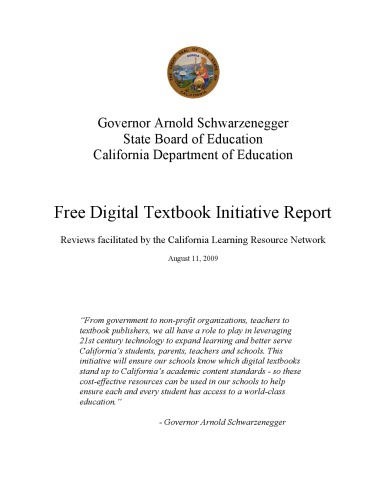 Governor Arnold Schwarzenegger
State Board of Education
California Department of Education
Free Digital Textbook Initiative Report
Reviews facilitated by the California Learning Resource Network
August 11, 2009
“From government to non-profit organizations, teachers to
textbook publishers, we all have a role to play in leveraging
21st century technology to expand learning and better serve
California’s students, parents, teachers and schools. This
initiative will ensure our schools know which digital textbooks
stand up to California’s academic content standards - so these
cost-effective resources can be used in our schools to help
ensure each and every student has access to a world-class
education.”
- Governor Arnold Schwarzenegger